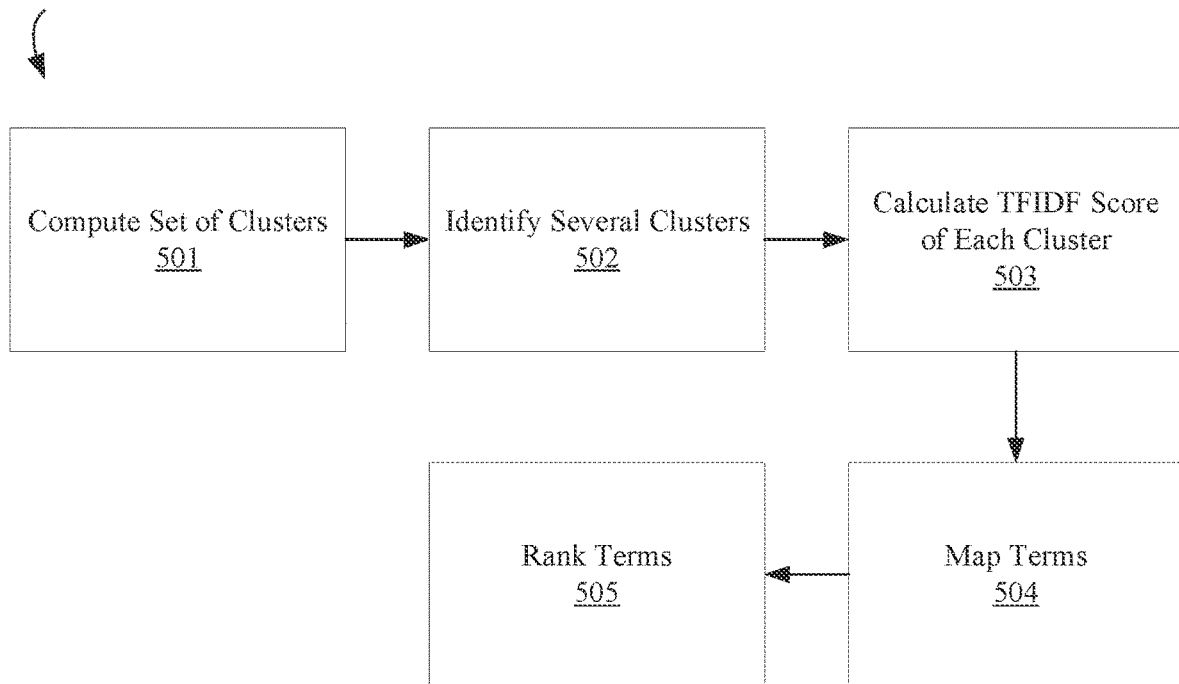 Compute Set of Clusters
501
Identify Several Clusters
502
Calculate TFIDF Score
of Each Cluster
503
Map Terms
504
Rank Terms
505